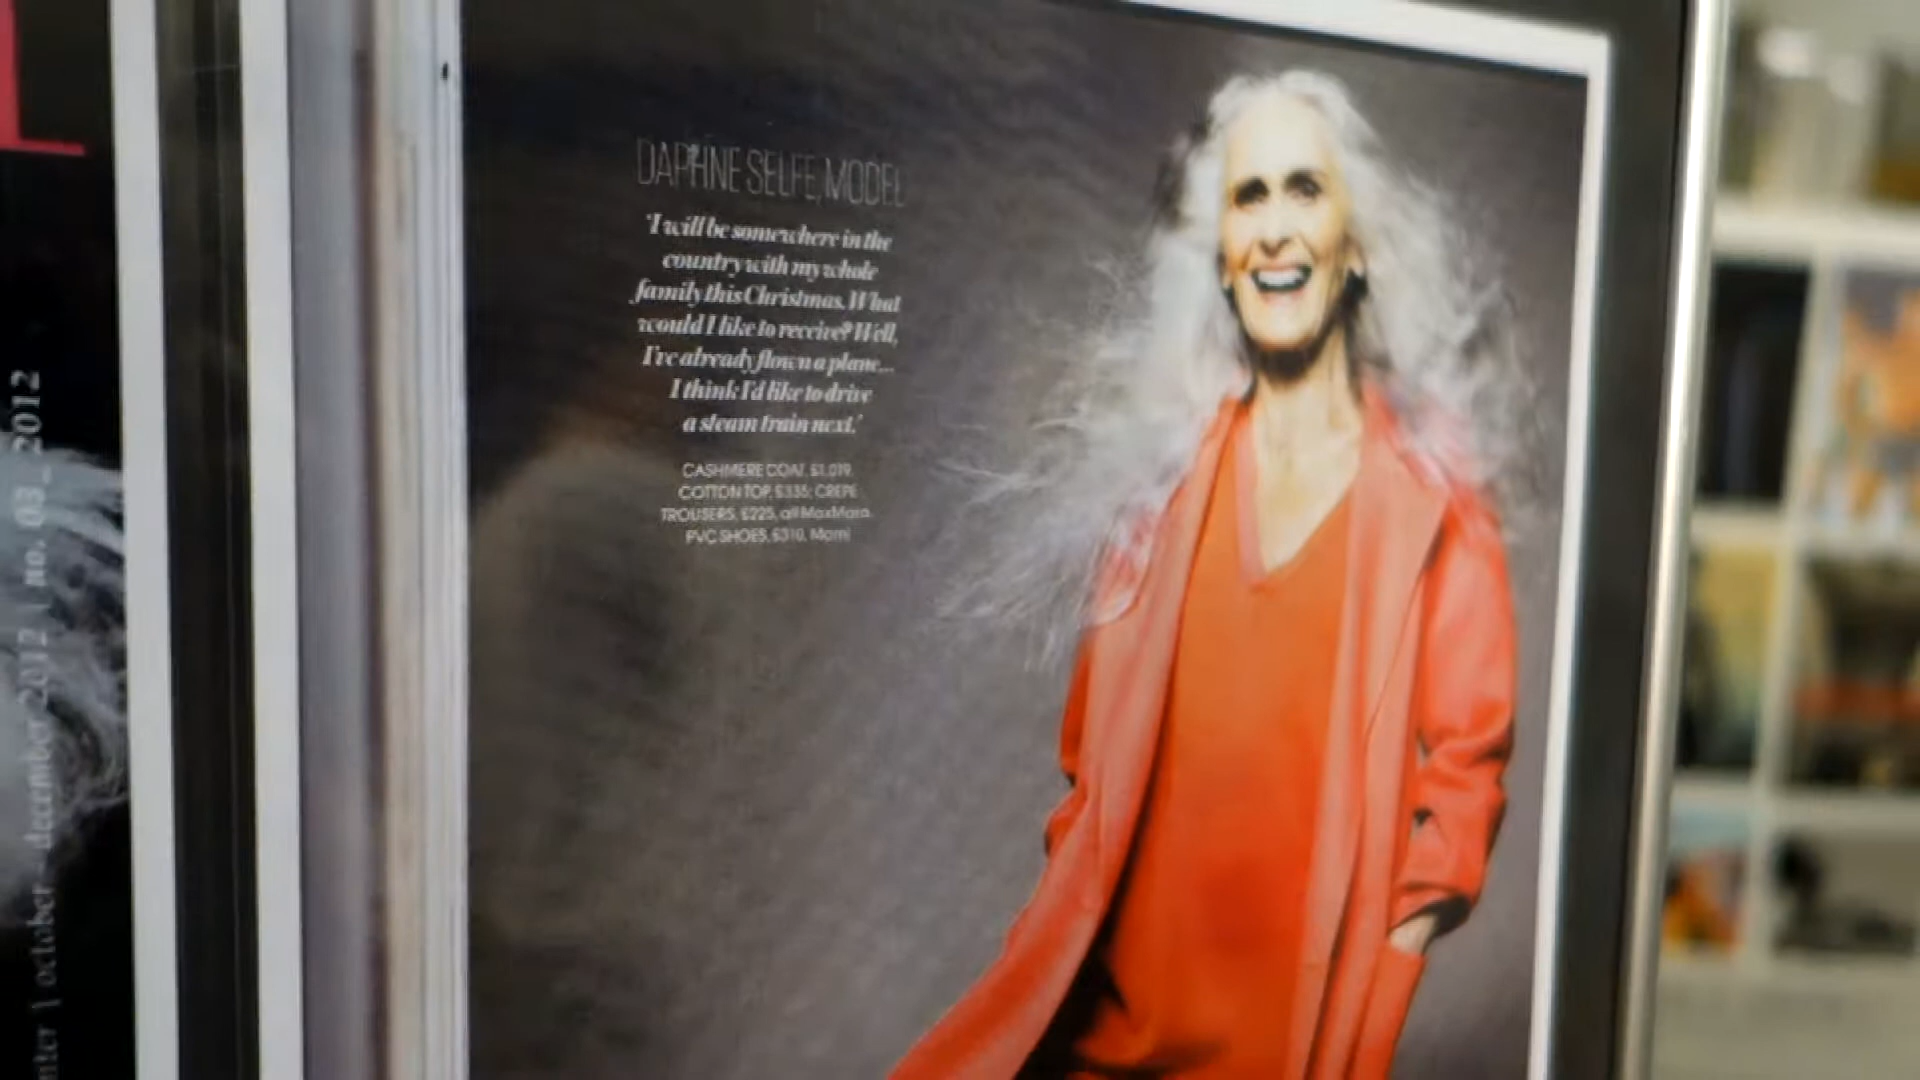 DAPHNE SELFE, MODEL
'I will be somewhere in the
country with my whole
family this Christmas. What
would I like to receive? Well,
I've already flown a plane...
I think I'd like to drive
a steam train next.'
CASHMERE COAT, £1,019,
COTTON TOP, £335; CREPE
TROUSERS, £225, all MaxMara.
PVC SHOES, £310, Marni
october-december 2012 | no. 03_2012